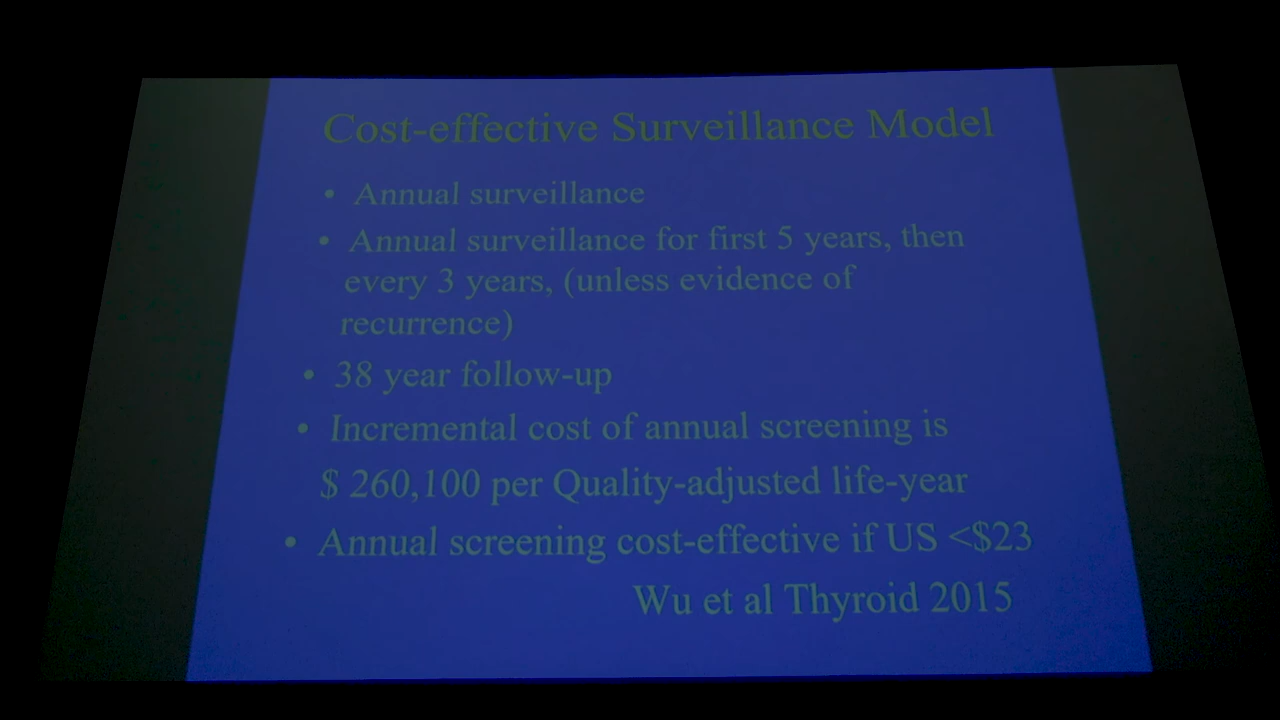 Cost-effective Surveillance Model
• Annual surveillance
• Annual surveillance for first 5 years, then
every 3 years, (unless evidence of
recurrence)
• 38 year follow-up
• Incremental cost of annual screening is
$ 260,100 per Quality-adjusted life-year
• Annual screening cost-effective if US <$23
Wu et al Thyroid 2015